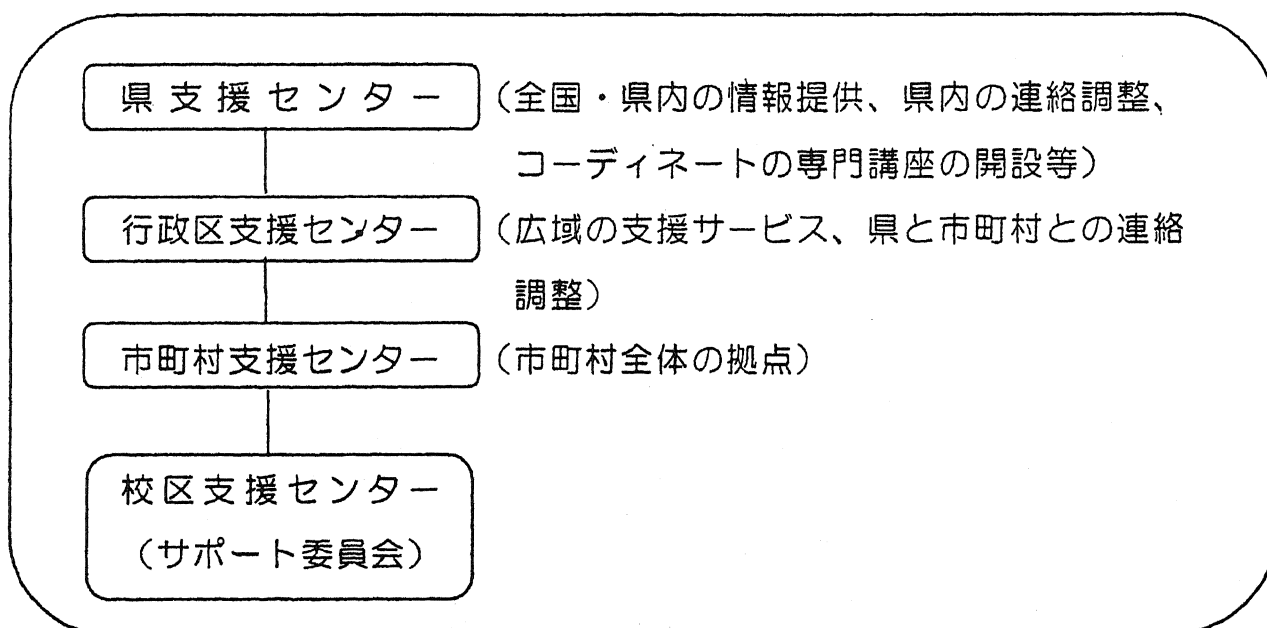 県支援センター（全国・県内の情報提供、県内の連絡調整、
コーディネートの専門講座の開設等）
行政区支援センター（広域の支援サービス、県と市町村との連絡
調整）
市町村支援センター（市町村全体の拠点）
校区支援センター
（サポート委員会）